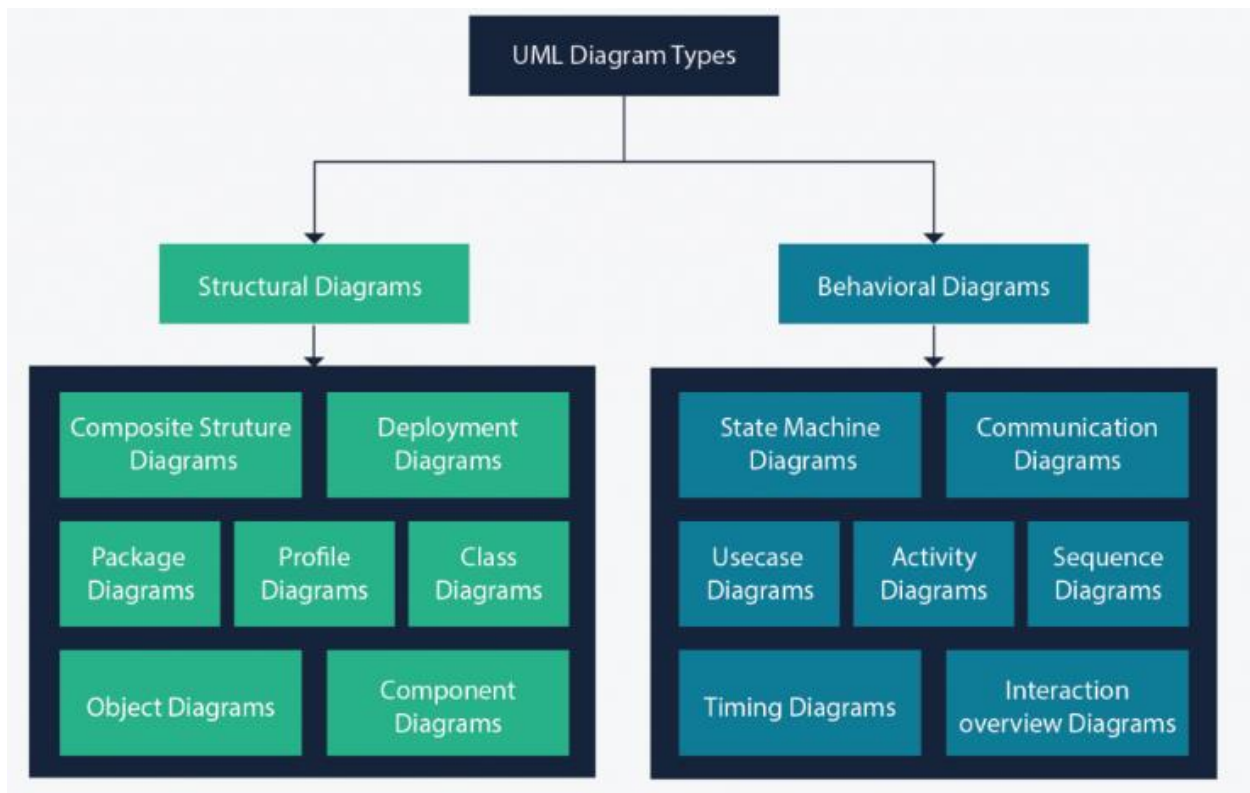 UML Diagram Types
Structural Diagrams
Behavioral Diagrams
Composite Struture
Diagrams
Deployment
Diagrams
Package
Diagrams
Profile
Diagrams
Class
Diagrams
Object Diagrams
Component
Diagrams
State Machine
Diagrams
Communication
Diagrams
Usecase
Diagrams
Activity
Diagrams
Sequence
Diagrams
Timing Diagrams
Interaction
overview Diagrams